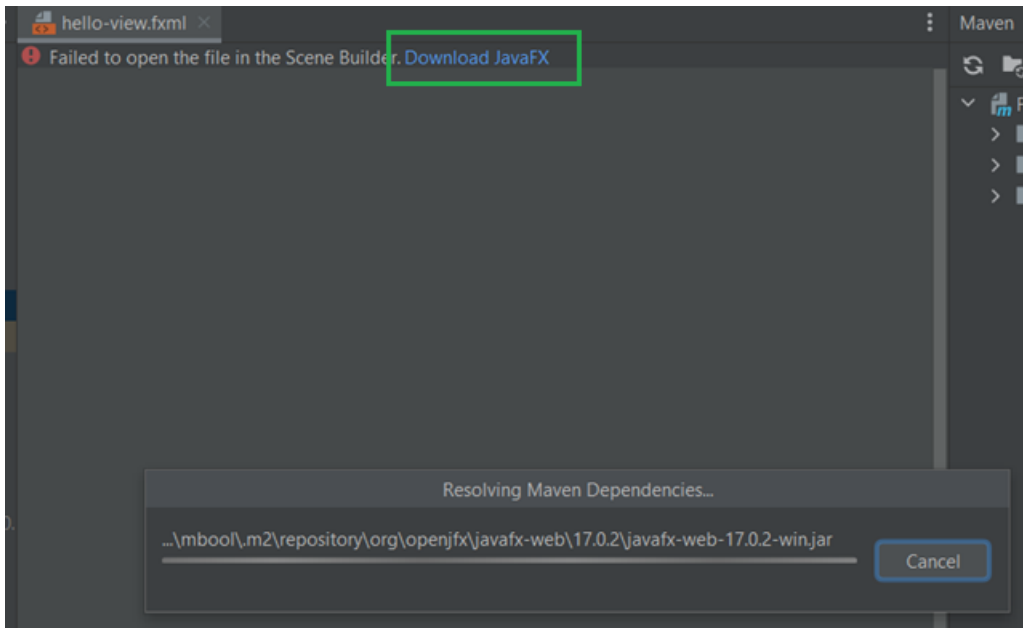 hello-view.fxml
Maven
Failed to open the file in the Scene Builder. Download JavaFX
Resolving Maven Dependencies...
...\mbool\.m2\repository\org\openjfx\javafx-web\17.0.2\javafx-web-17.0.2-win.jar
Cancel